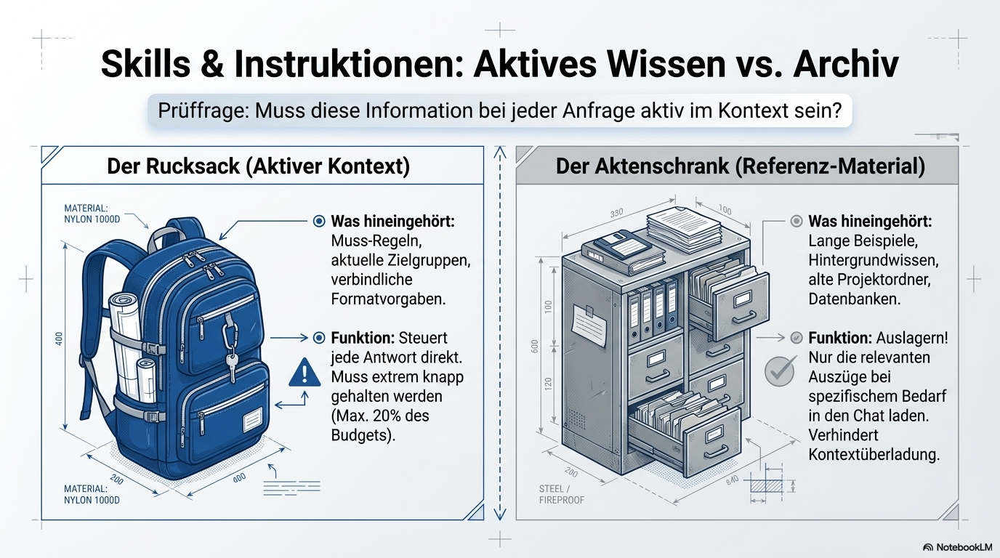 Skills & Instruktionen: Aktives Wissen vs. Archiv
Prüffrage: Muss diese Information bei jeder Anfrage aktiv im Kontext sein?
Der Rucksack (Aktiver Kontext)
MATERIAL:
NYLON 1000D
400
200
400
MATERIAL:
NYLON 1000D
Was hineingehört:
Muss-Regeln,
aktuelle Zielgruppen,
verbindliche
Formatvorgaben.
Funktion: Steuert
jede Antwort direkt.
Muss extrem knapp
gehalten werden
(Max. 20% des
Budgets).
Der Aktenschrank (Referenz-Material)
330
100
100
600
120
200
840
STEEL /
FIREPROOF
Was hineingehört:
Lange Beispiele,
Hintergrundwissen,
alte Projektordner,
Datenbanken.
Funktion: Auslagern!
Nur die relevanten
Auszüge bei
spezifischem Bedarf
in den Chat laden.
Verhindert
Kontextüberladung.
NotebookLM